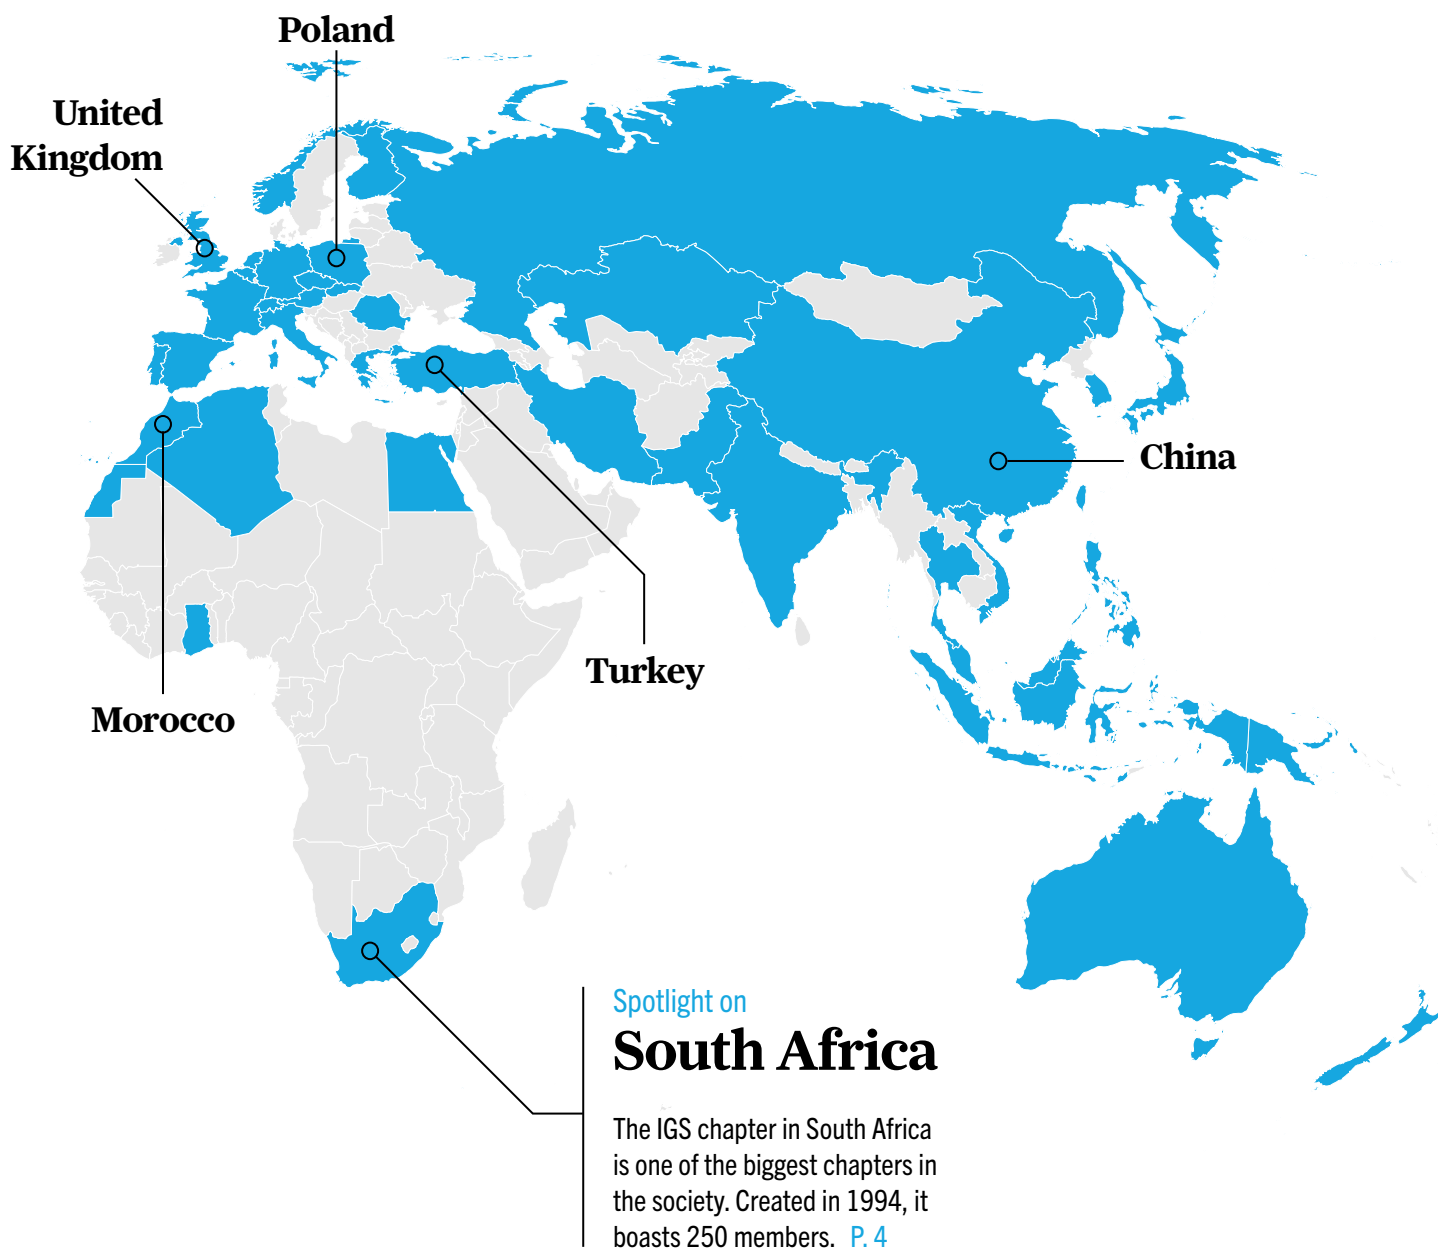 Poland
United
Kingdom
China
Turkey
Morocco
Spotlight on
South Africa
The IGS chapter in South Africa
is one of the biggest chapters in
the society. Created in 1994, it
boasts 250 members. P. 4